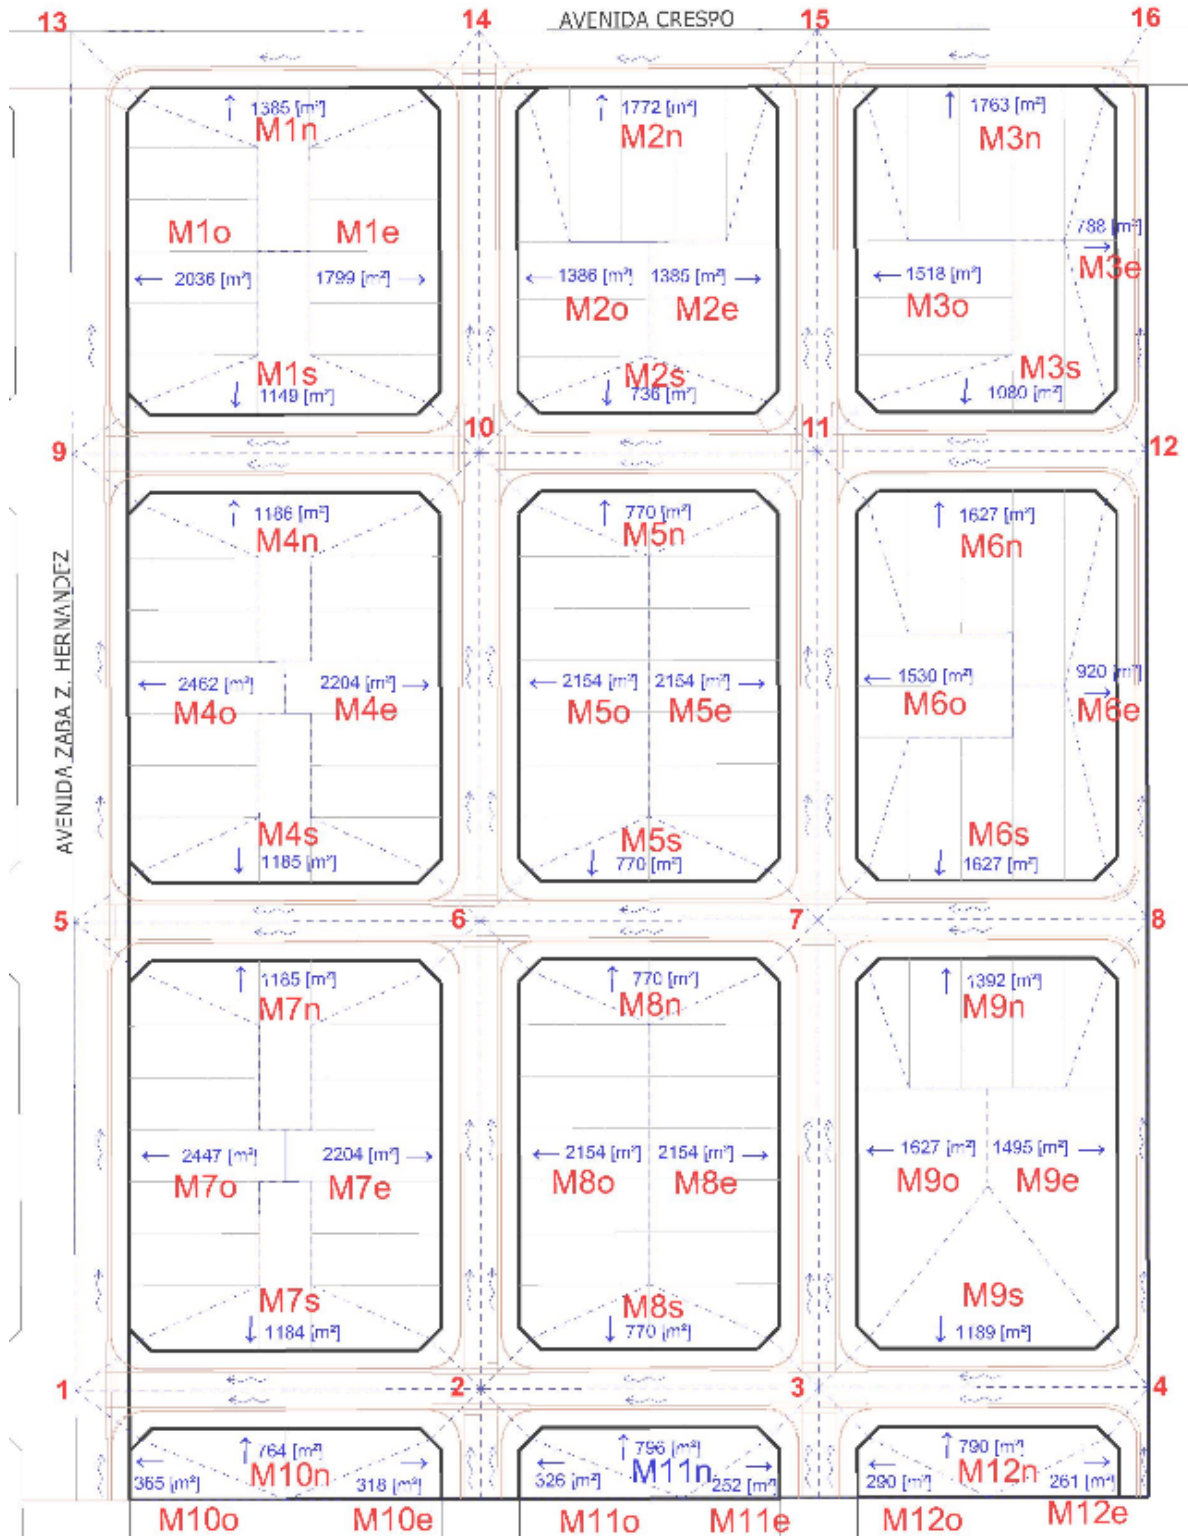 AVENIDA CRESPO
13
14
15
16
1385 [m²]
M1n
1772 [m²]
M2n
1763 [m²]
M3n
M1o
M1e
788 [m²]
M3e
2036 [m²]
1799 [m²]
1386 [m²]
1385 [m²]
1518 [m²]
M2o
M2e
M3o
M1s
1149 [m²]
M2s
736 [m²]
M3s
1080 [m²]
9
10
11
12
1186 [m²]
M4n
770 [m²]
M5n
1627 [m²]
M6n
AVENIDA ZABA Z. HERNANDEZ
2462 [m²]
2204 [m²]
2154 [m²]
2154 [m²]
1530 [m²]
920 [m²]
M4o
M4e
M5o
M5e
M6o
M6e
M4s
1185 [m²]
M5s
770 [m²]
M6s
1627 [m²]
5
6
7
8
1185 [m²]
M7n
770 [m²]
M8n
1392 [m²]
M9n
2447 [m²]
2204 [m²]
2154 [m²]
2154 [m²]
1627 [m²]
1495 [m²]
M7o
M7e
M8o
M8e
M9o
M9e
M7s
1184 [m²]
M8s
770 [m²]
M9s
1189 [m²]
1
2
3
4
764 [m²]
M10n
796 [m²]
M11n
790 [m²]
M12n
365 [m²]
318 [m²]
326 [m²]
252 [m²]
290 [m²]
261 [m²]
M10o
M10e
M11o
M11e
M12o
M12e